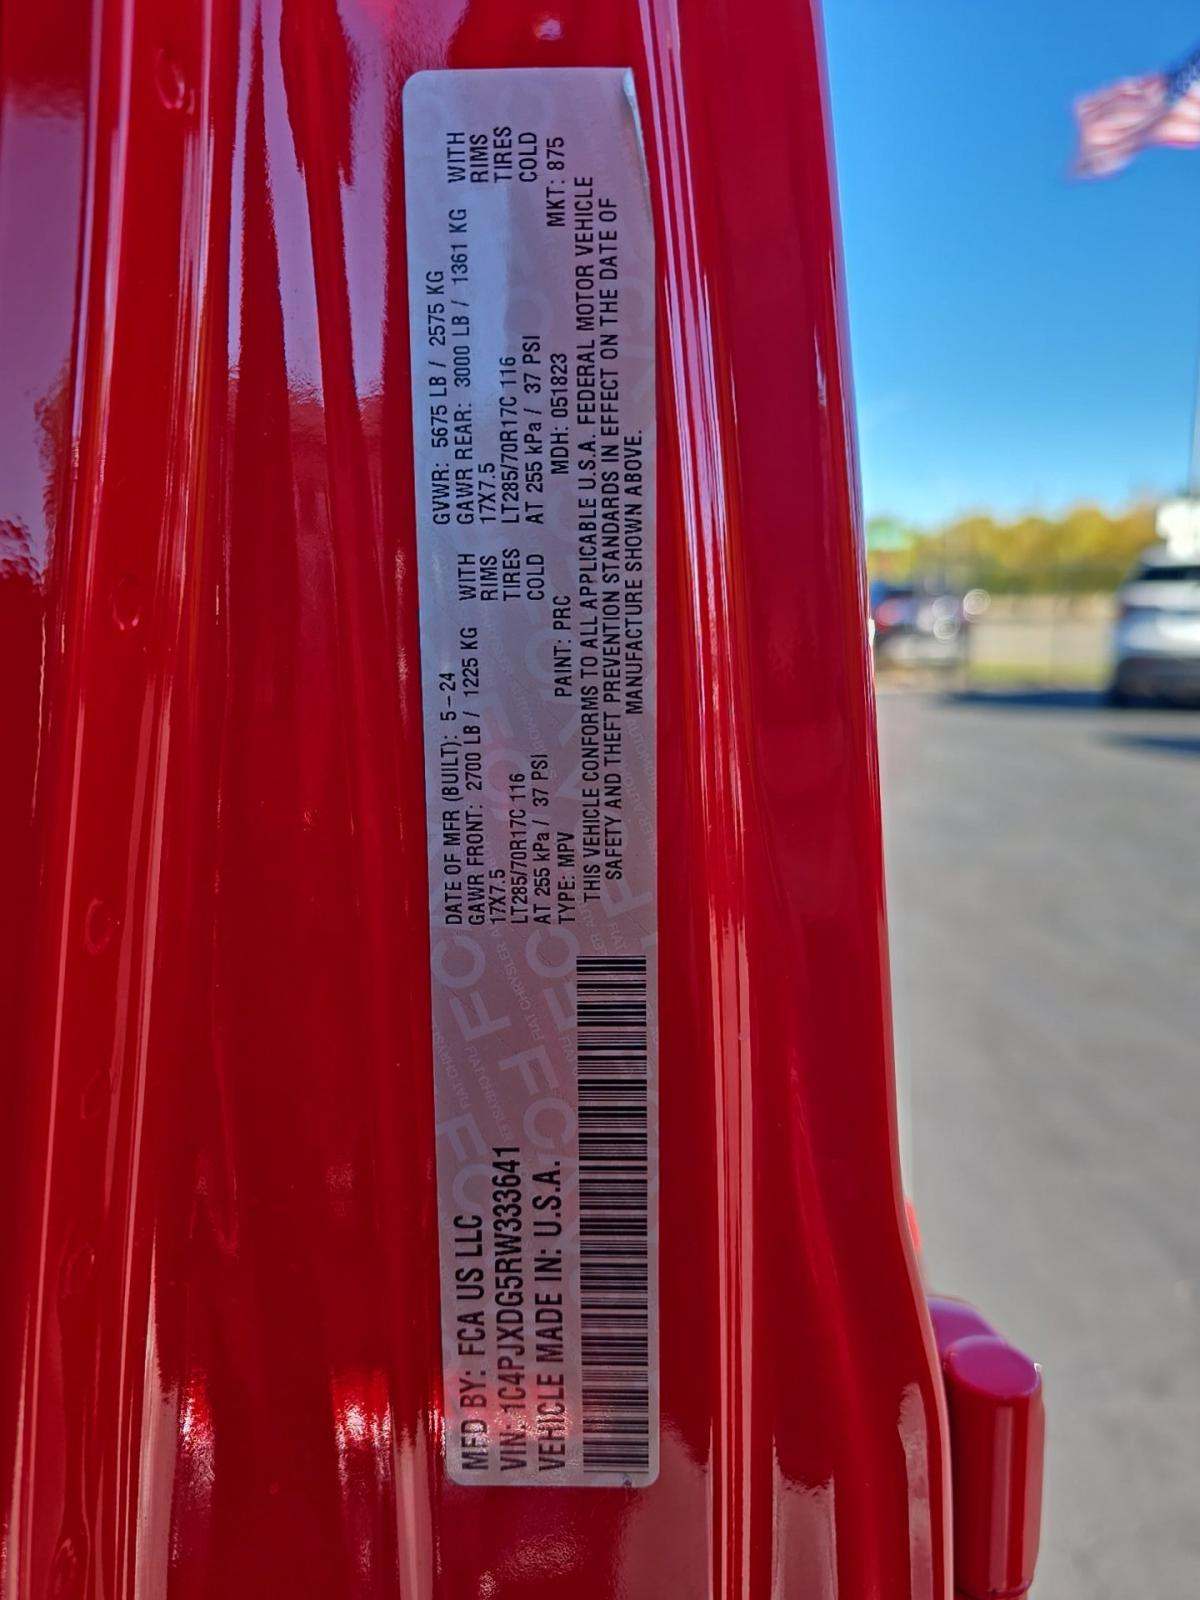 MFD BY: FCA US LLC
VIN: 1C4PJXDG5RW333641
VEHICLE MADE IN: U.S.A.
DATE OF MFR (BUILT): 5-24
GAWR FRONT: 2700 LB / 1225 KG WITH
17X7.5 RIMS
LT285/70R17C 116 TIRES
AT 255 kPa / 37 PSI COLD
GVWR: 5675 LB / 2575 KG
GAWR REAR: 3000 LB / 1361 KG WITH
17X7.5 RIMS
LT285/70R17C 116 TIRES
AT 255 kPa / 37 PSI COLD
TYPE: MPV PAINT: PRC MDH: 051823 MKT: 875
THIS VEHICLE CONFORMS TO ALL APPLICABLE U.S.A. FEDERAL MOTOR VEHICLE
SAFETY AND THEFT PREVENTION STANDARDS IN EFFECT ON THE DATE OF
MANUFACTURE SHOWN ABOVE.